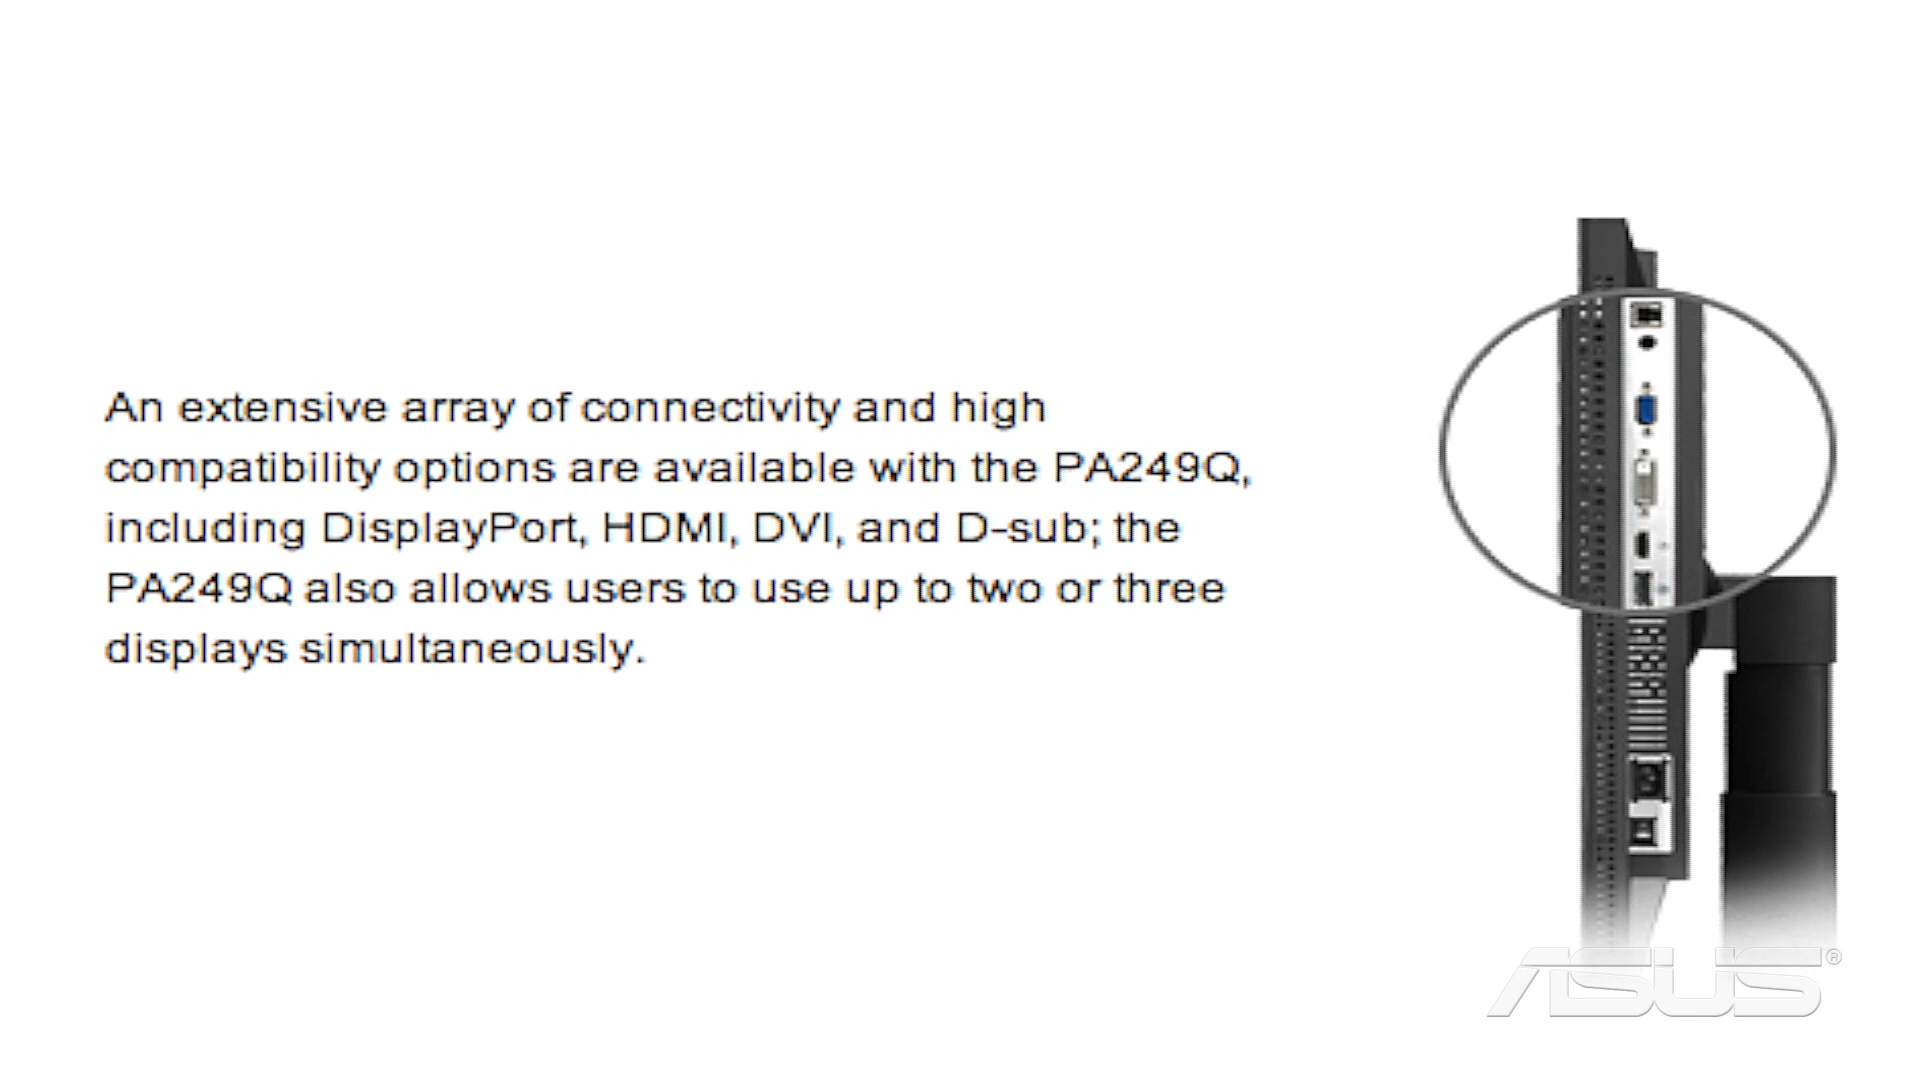 An extensive array of connectivity and high
compatibility options are available with the PA249Q,
including DisplayPort, HDMI, DVI, and D-sub; the
PA249Q also allows users to use up to two or three
displays simultaneously.
ASUS®